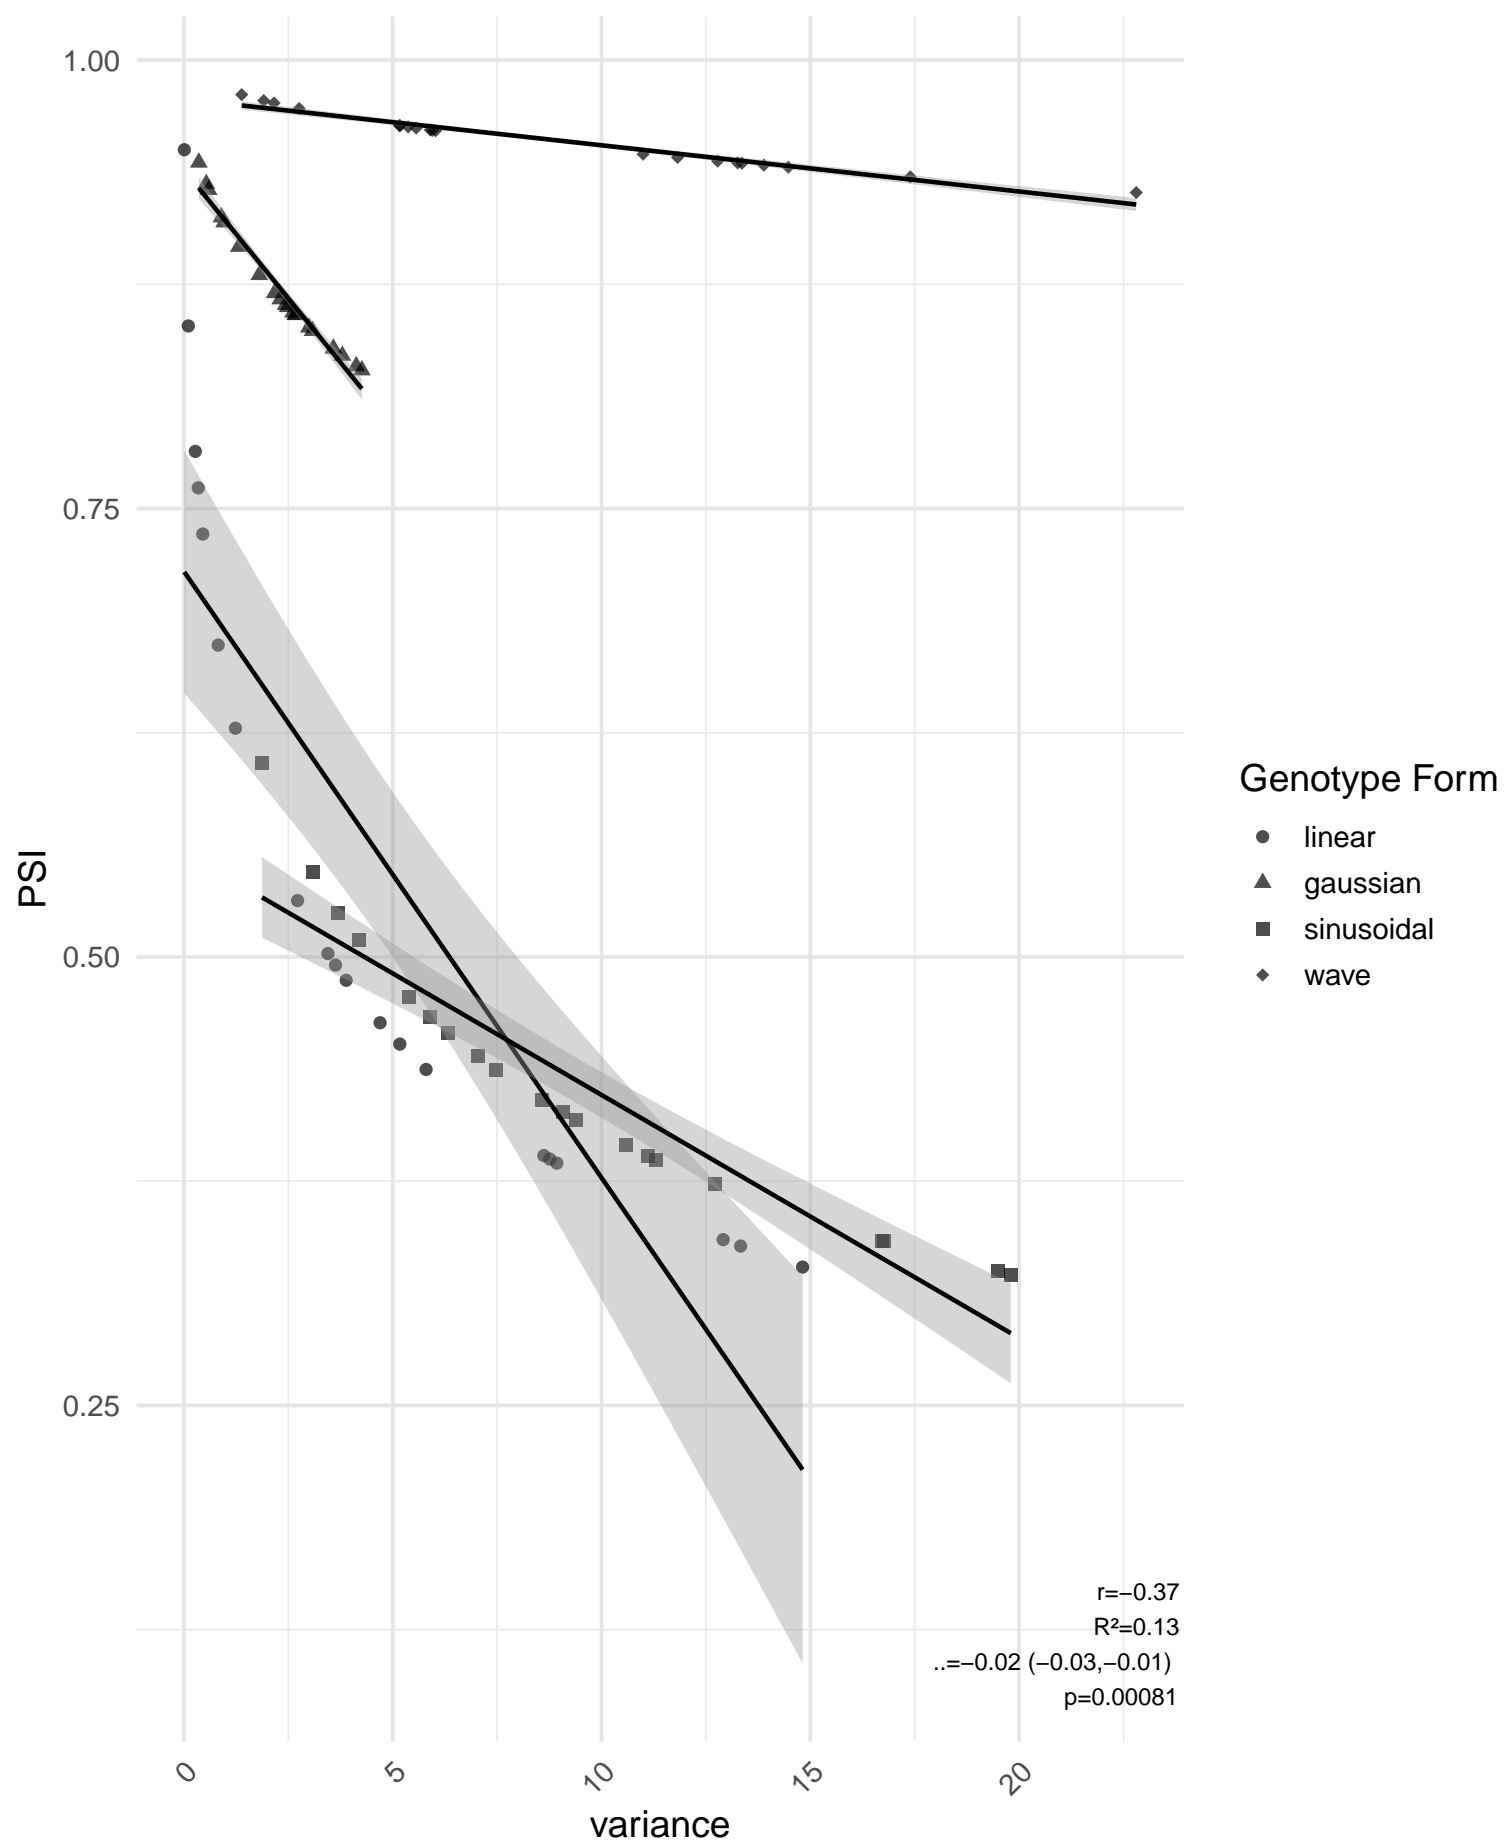 1.00
0.75
0.50
0.25
PSI
0
5
10
15
20
variance
Genotype Form
linear
gaussian
sinusoidal
wave
r=−0.37
R²=0.13
..=−0.02 (−0.03,−0.01)
p=0.00081